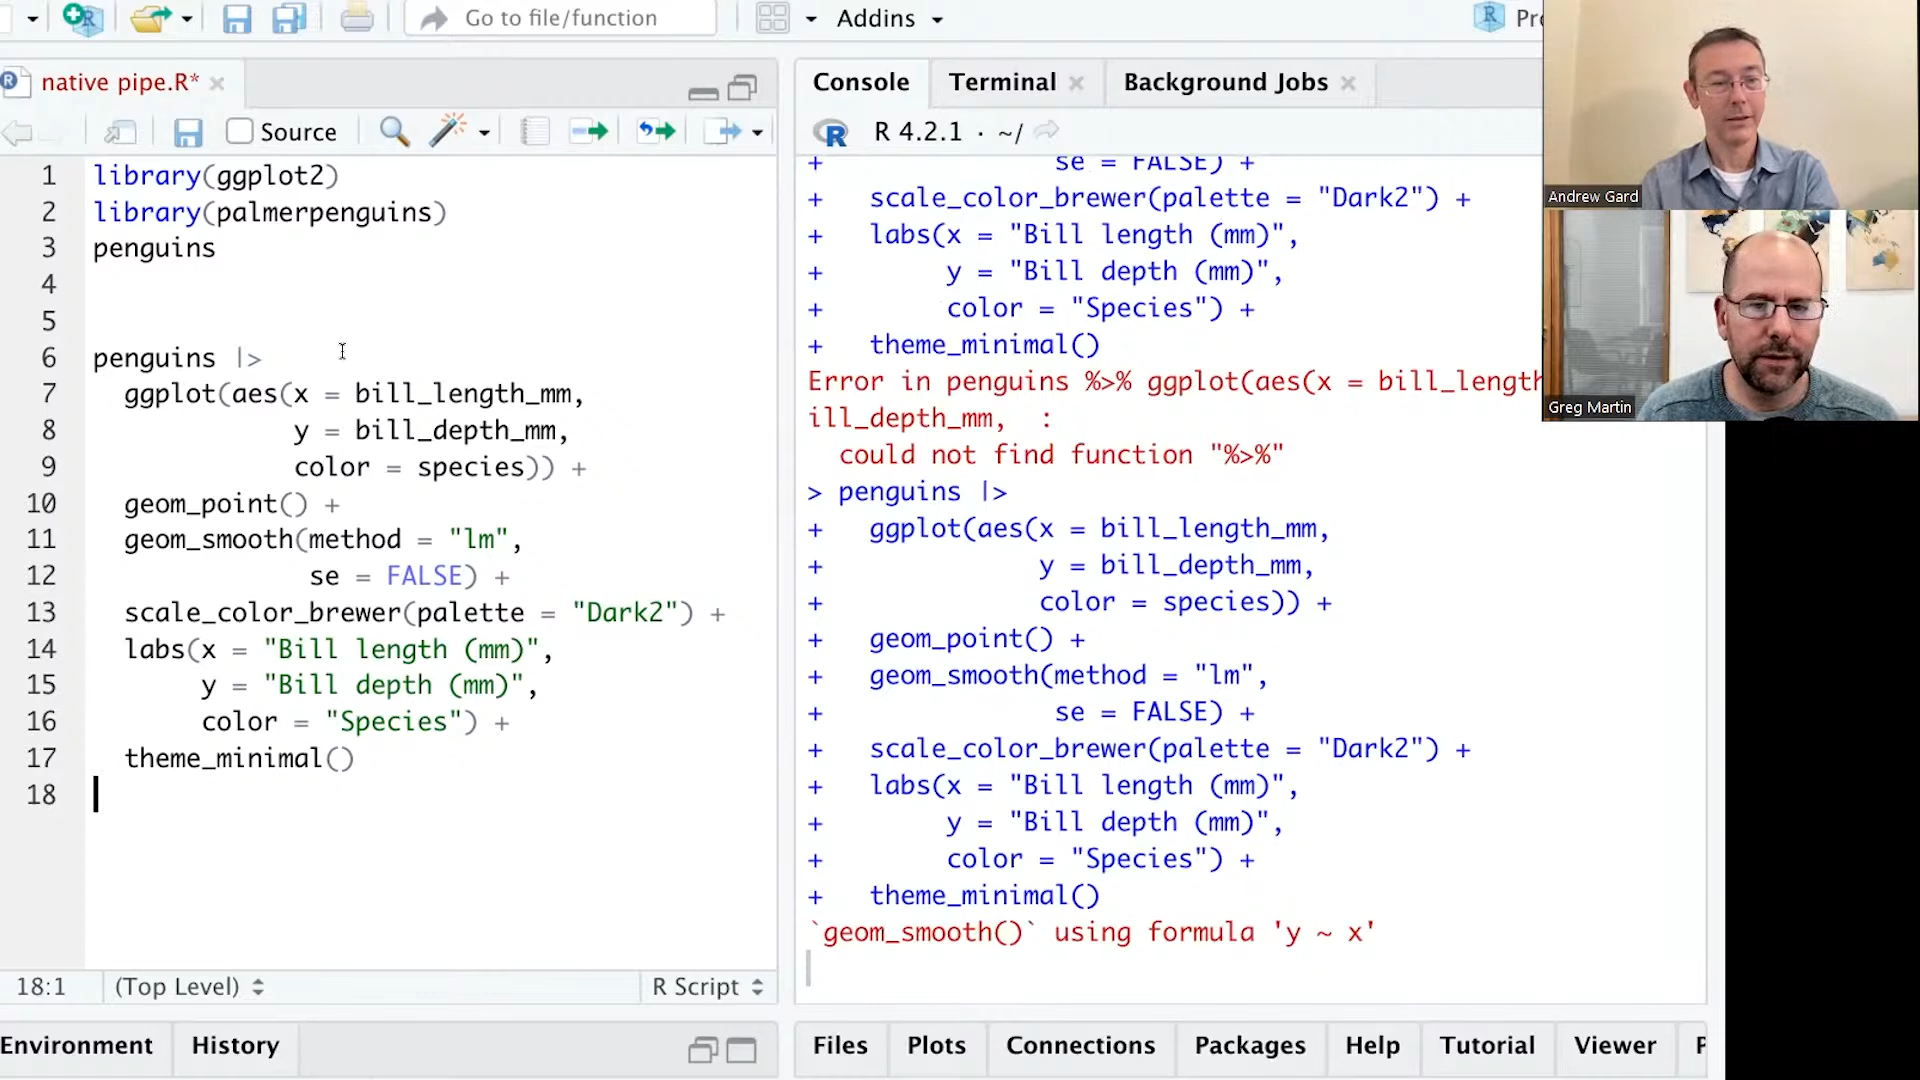 Go to file/function
Addins
native pipe.R*
Source
1 library(ggplot2)
2 library(palmerpenguins)
3 penguins
4
5
6 penguins |>
7 ggplot(aes(x = bill_length_mm,
8 y = bill_depth_mm,
9 color = species)) +
10 geom_point() +
11 geom_smooth(method = "lm",
12 se = FALSE) +
13 scale_color_brewer(palette = "Dark2") +
14 labs(x = "Bill length (mm)",
15 y = "Bill depth (mm)",
16 color = "Species") +
17 theme_minimal()
18
18:1 (Top Level) R Script
Environment History
Console Terminal Background Jobs
R 4.2.1 · ~/
+ se = FALSE) +
+ scale_color_brewer(palette = "Dark2") +
+ labs(x = "Bill length (mm)",
+ y = "Bill depth (mm)",
+ color = "Species") +
+ theme_minimal()
Error in penguins %>% ggplot(aes(x = bill_length
ill_depth_mm, :
could not find function "%>%"
> penguins |>
+ ggplot(aes(x = bill_length_mm,
+ y = bill_depth_mm,
+ color = species)) +
+ geom_point() +
+ geom_smooth(method = "lm",
+ se = FALSE) +
+ scale_color_brewer(palette = "Dark2") +
+ labs(x = "Bill length (mm)",
+ y = "Bill depth (mm)",
+ color = "Species") +
+ theme_minimal()
`geom_smooth()` using formula 'y ~ x'
Files Plots Connections Packages Help Tutorial Viewer
Andrew Gard
Greg Martin